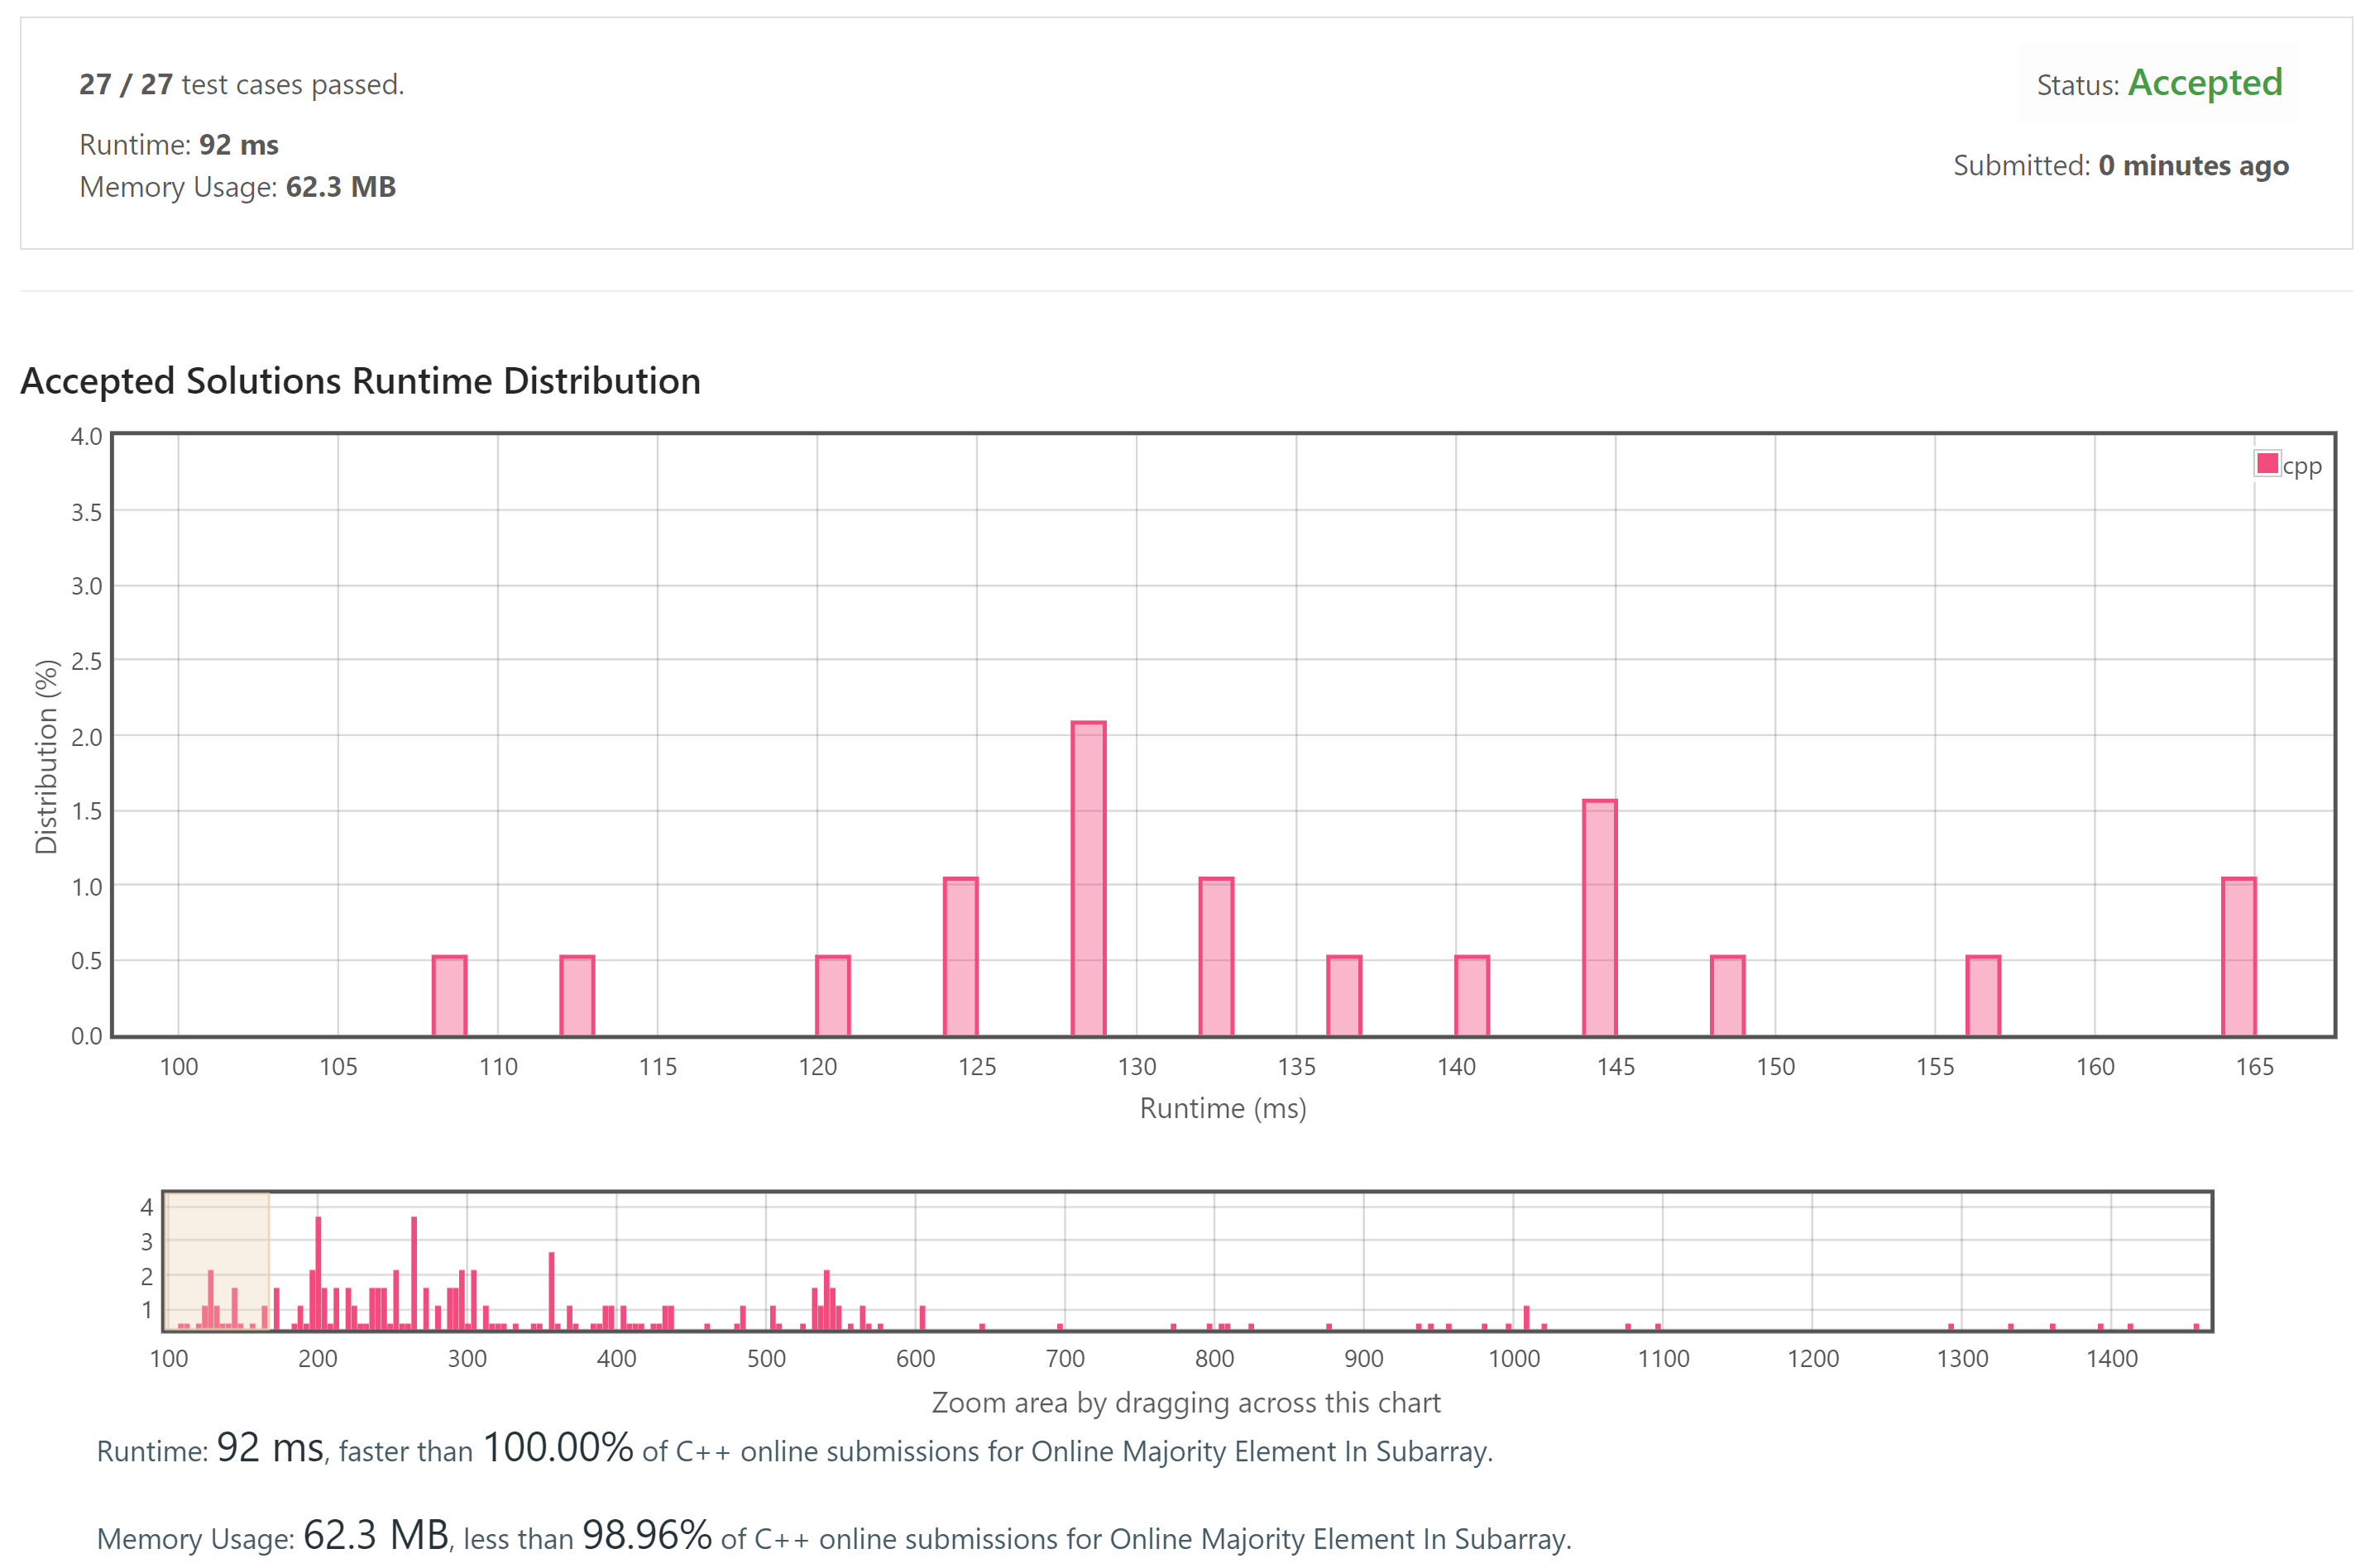 27 / 27 test cases passed.
Status: Accepted
Runtime: 92 ms
Submitted: 0 minutes ago
Memory Usage: 62.3 MB
Accepted Solutions Runtime Distribution
4.0
cpp
3.5
3.0
2.5
2.0
1.5
1.0
0.5
0.0
Distribution (%)
100 105 110 115 120 125 130 135 140 145 150 155 160 165
Runtime (ms)
4
3
2
1
100 200 300 400 500 600 700 800 900 1000 1100 1200 1300 1400
Zoom area by dragging across this chart
Runtime: 92 ms, faster than 100.00% of C++ online submissions for Online Majority Element In Subarray.
Memory Usage: 62.3 MB, less than 98.96% of C++ online submissions for Online Majority Element In Subarray.